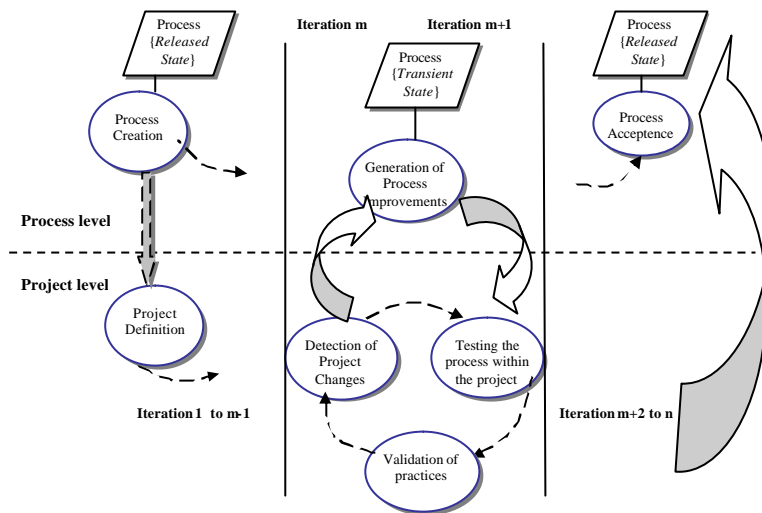 Process
{Released
State}
Process
Creation
Process level
Project level
Project
Definition
Iteration 1 to m-1
Iteration m
Iteration m+1
Process
{Transient
State}
Generation of
Process
Improvements
Detection of
Project
Changes
Testing the
process within
the project
Validation of
practices
Process
{Released
State}
Process
Acceptence
Iteration m+2 to n